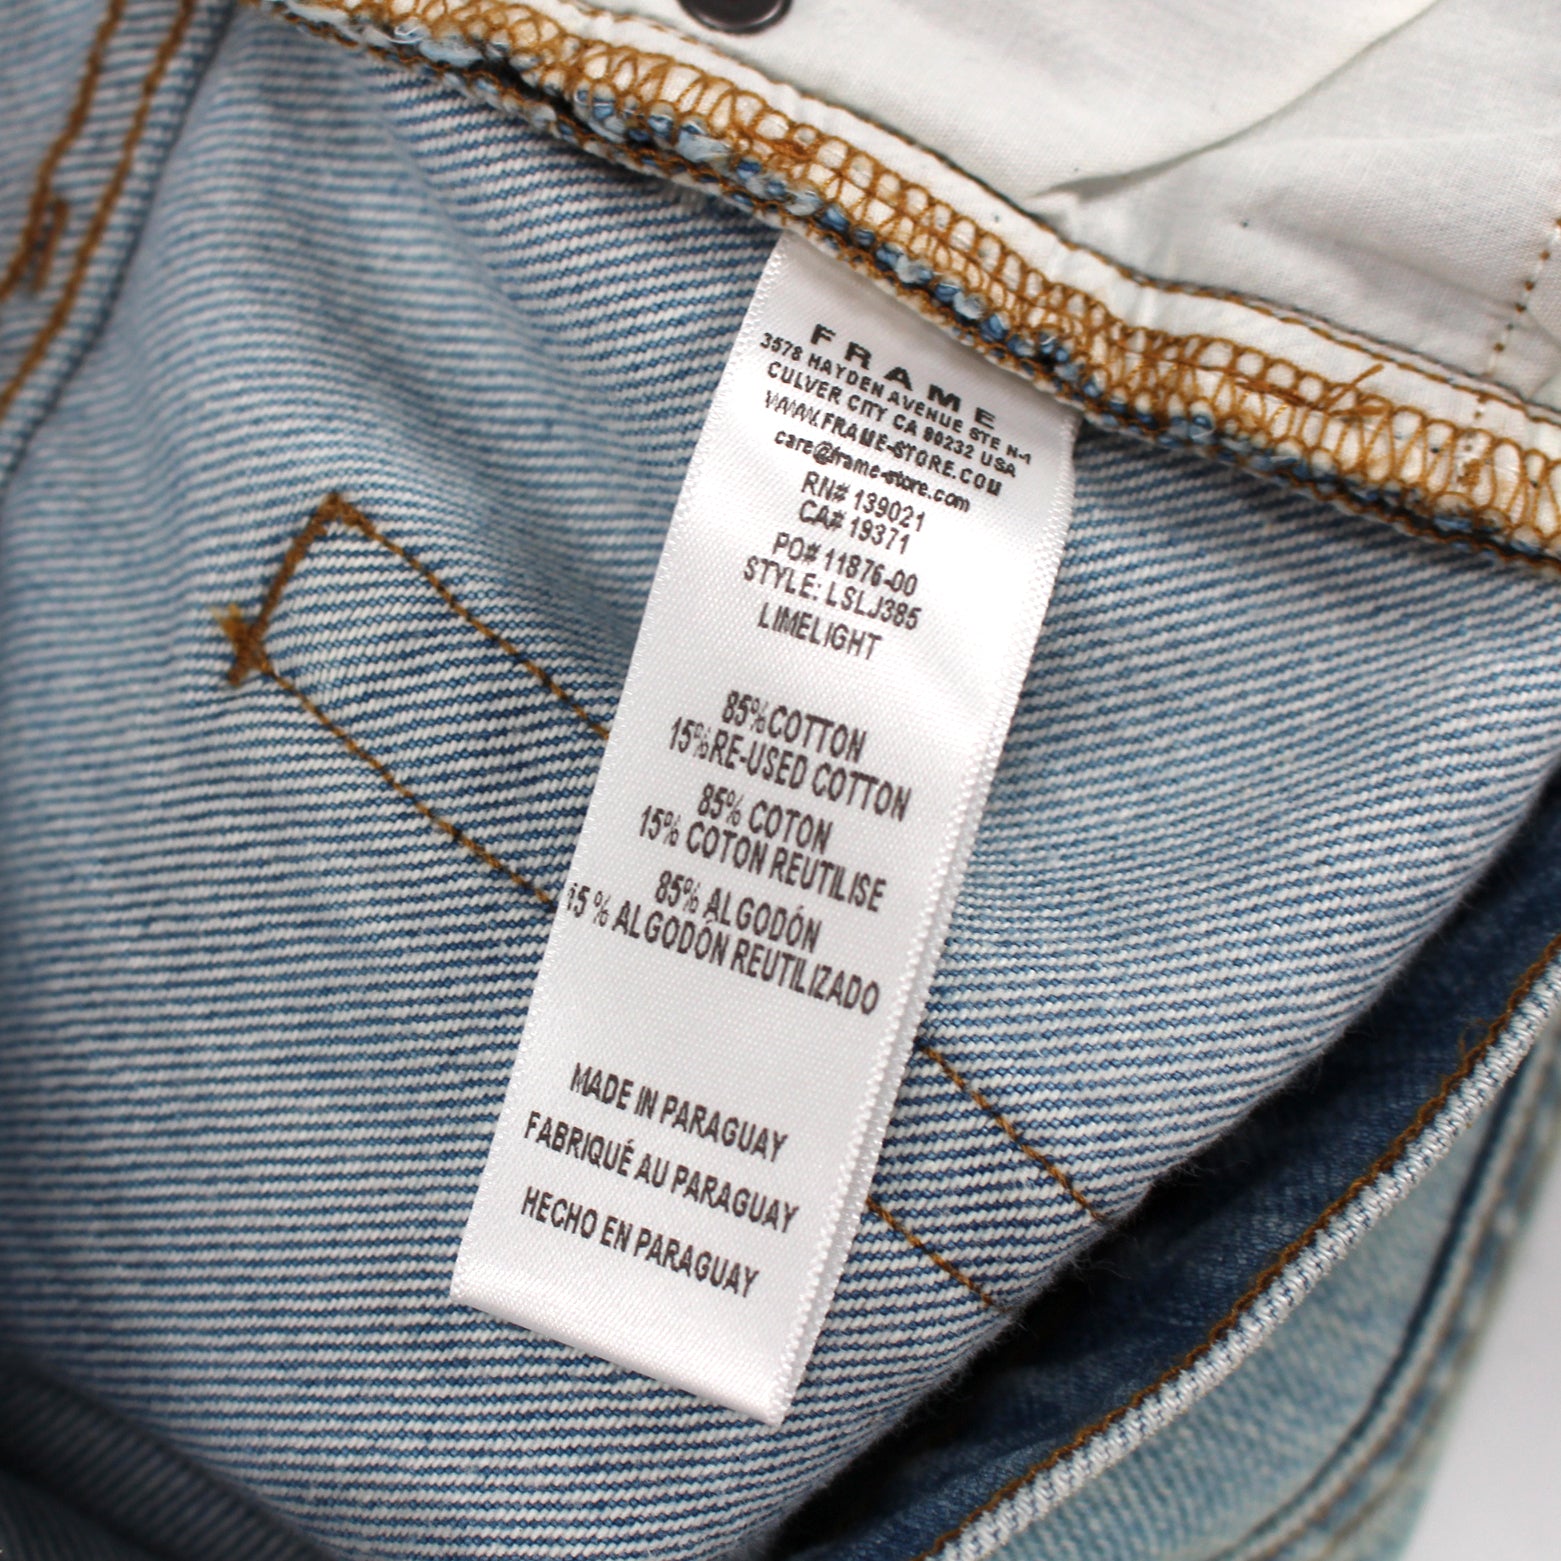 FRAME
3578 HAYDEN AVENUE STE N-1
CULVER CITY CA 90232 USA
WWW.FRAME-STORE.COM
care@frame-store.com
RN# 139021
CA# 19371
PO# 11876-00
STYLE: LSLJ385
LIMELIGHT
85%COTTON
15%RE-USED COTTON
85% COTON
15% COTON REUTILISE
85% ALGODÓN
15 % ALGODÓN REUTILIZADO
MADE IN PARAGUAY
FABRIQUÉ AU PARAGUAY
HECHO EN PARAGUAY